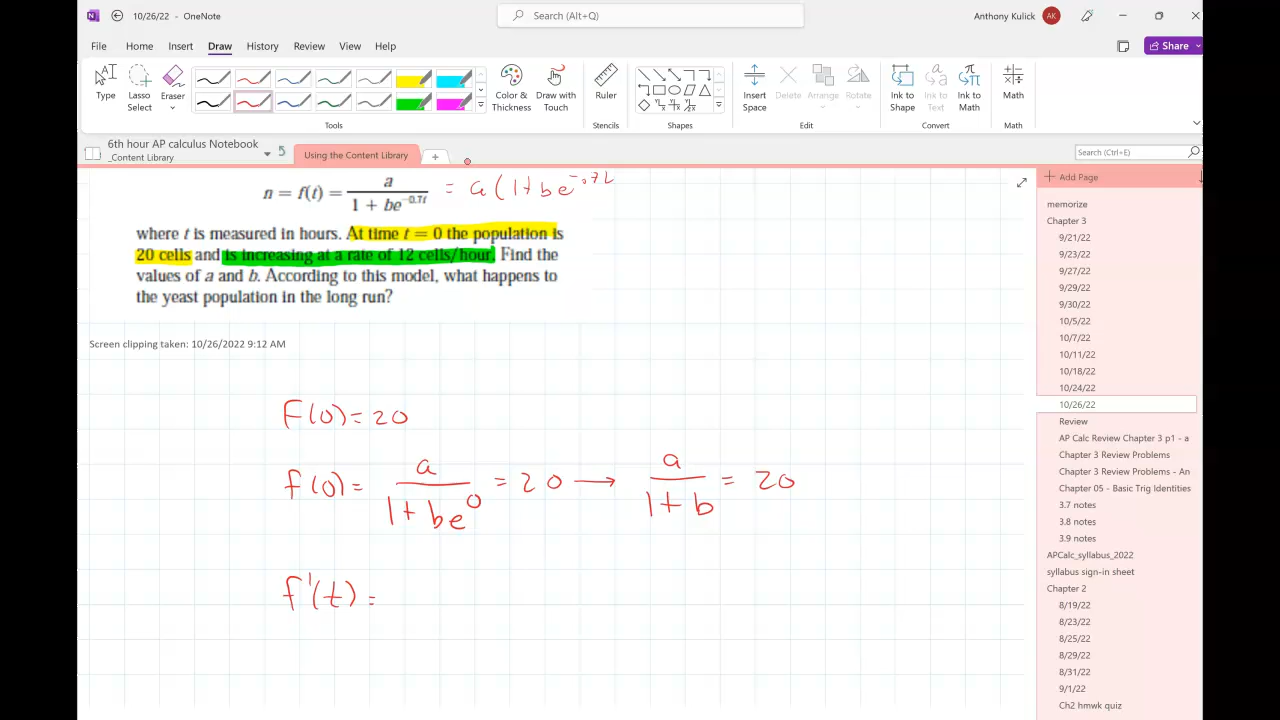 10/26/22 - OneNote
Search (Alt+Q)
Anthony Kulick AK
File Home Insert Draw History Review View Help
Share
Type
Lasso Select
Eraser
Color & Thickness
Draw with Touch
Ruler
Insert Space
Delete
Arrange
Rotate
Ink to Shape
Ink to Text
Ink to Math
Math
Tools
Stencils
Shapes
Edit
Convert
Math
6th hour AP calculus Notebook
_Content Library
5
Using the Content Library
+
Search (Ctrl+E)
n = f(t) = a / (1 + be^{-0.7t}) = a(1+be^{-0.7t}
where t is measured in hours. At time t = 0 the population is
20 cells and is increasing at a rate of 12 cells/hour. Find the
values of a and b. According to this model, what happens to
the yeast population in the long run?
Screen clipping taken: 10/26/2022 9:12 AM
f(0)= 20
f(0)= a / (1+ be^0) = 20 → a / (1+ b) = 20
f'(t) =
+ Add Page
memorize
Chapter 3
9/21/22
9/23/22
9/27/22
9/29/22
9/30/22
10/5/22
10/7/22
10/11/22
10/18/22
10/24/22
10/26/22
Review
AP Calc Review Chapter 3 p1 - a
Chapter 3 Review Problems
Chapter 3 Review Problems - An
Chapter 05 - Basic Trig Identities
3.7 notes
3.8 notes
3.9 notes
APCalc_syllabus_2022
syllabus sign-in sheet
Chapter 2
8/19/22
8/23/22
8/25/22
8/29/22
8/31/22
9/1/22
Ch2 hmwk quiz